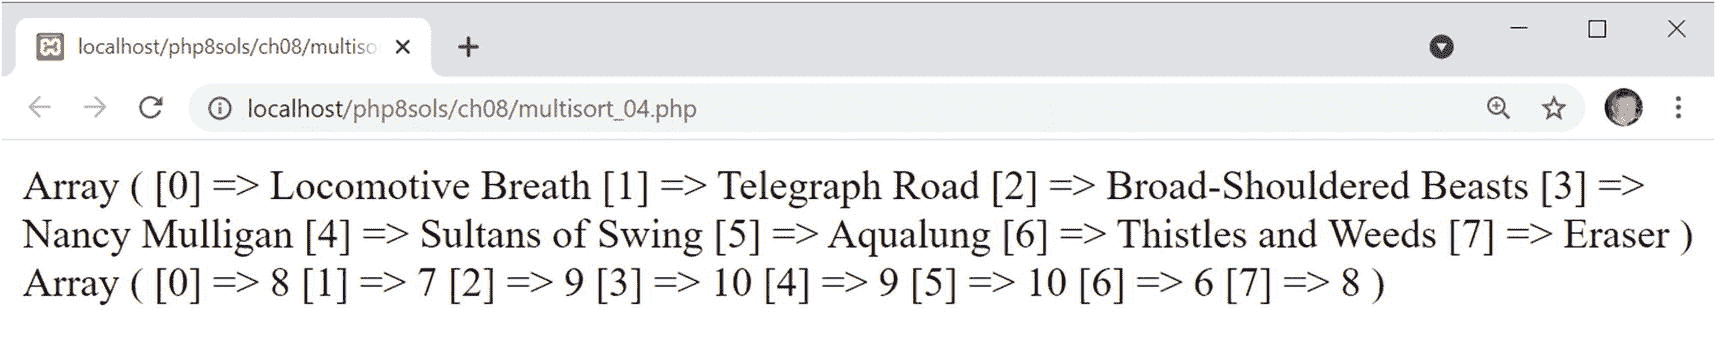 localhost/php8sols/ch08/multiso
localhost/php8sols/ch08/multisort_04.php
Array ( [0] => Locomotive Breath [1] => Telegraph Road [2] => Broad-Shouldered Beasts [3] =>
Nancy Mulligan [4] => Sultans of Swing [5] => Aqualung [6] => Thistles and Weeds [7] => Eraser )
Array ( [0] => 8 [1] => 7 [2] => 9 [3] => 10 [4] => 9 [5] => 10 [6] => 6 [7] => 8 )